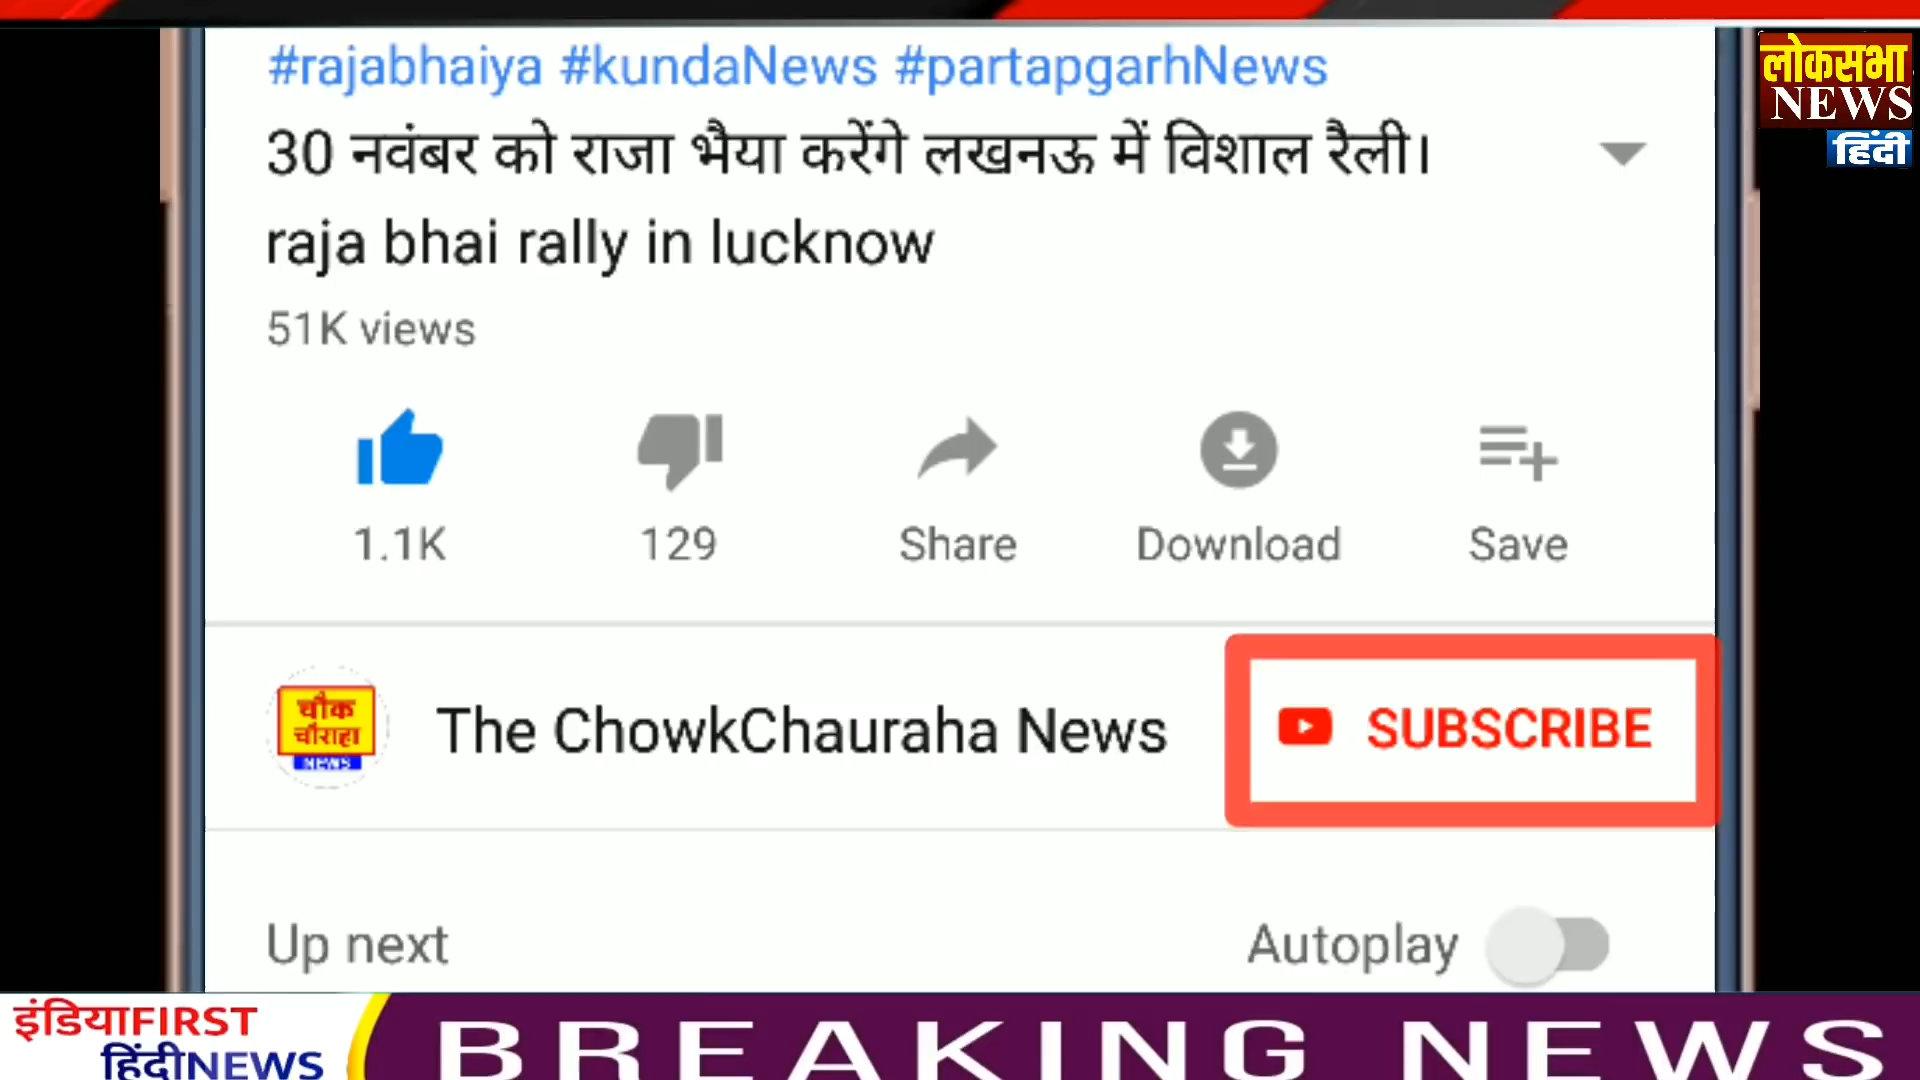 #rajabhaiya #kundaNews #partapgarhNews
लोकसभा
NEWS
हिंदी
30 नवंबर को राजा भैया करेंगे लखनऊ में विशाल रैली।
raja bhai rally in lucknow
51K views
1.1K 129 Share Download Save
चौक
चौराहा
NEWS
The ChowkChauraha News
SUBSCRIBE
Up next Autoplay
इंडियाFIRST
हिंदीNEWS
BREAKING NEWS